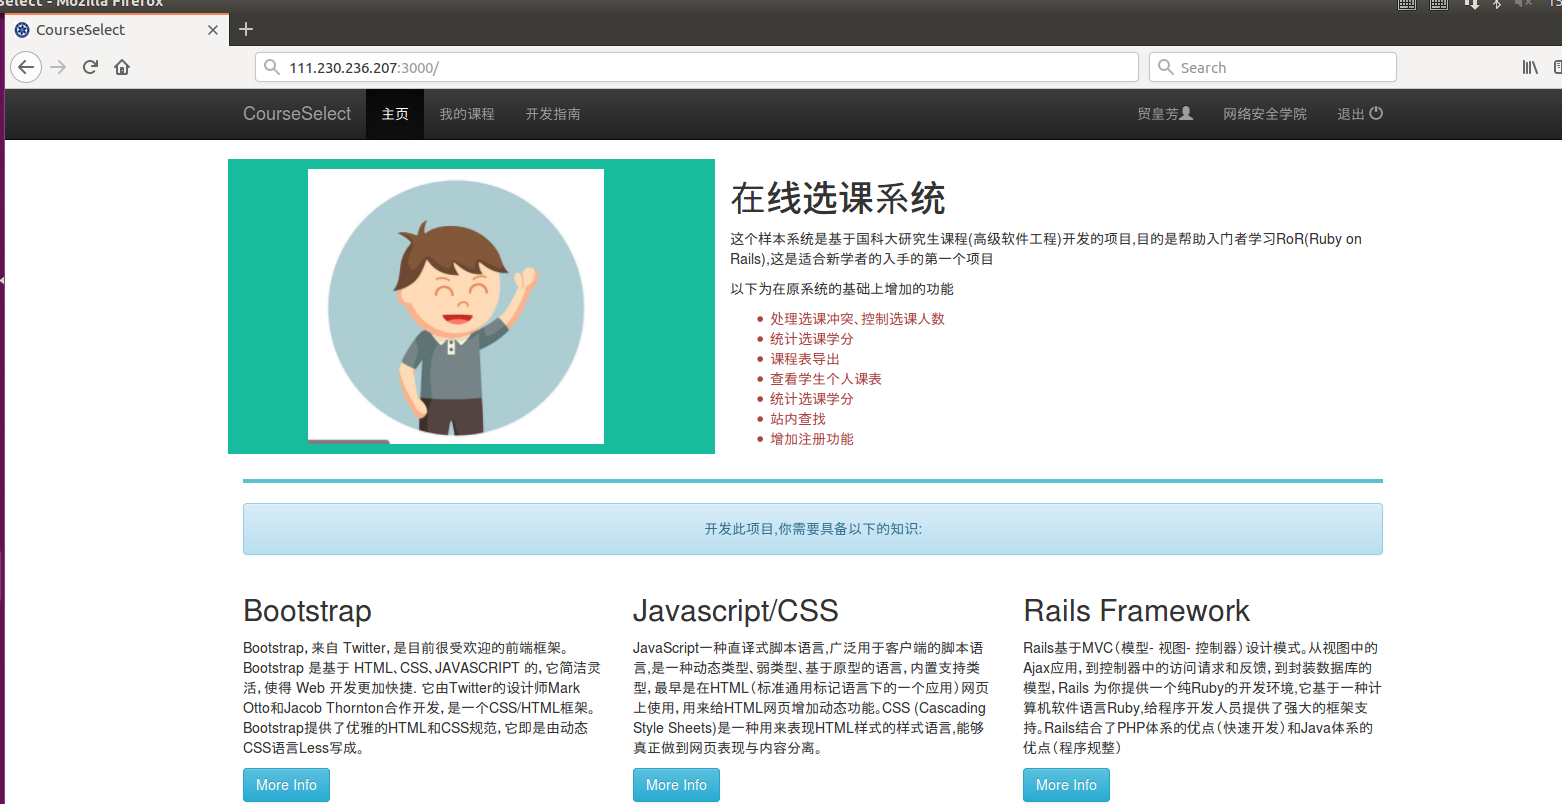 Select - Mozilla Firefox
CourseSelect
111.230.236.207:3000/
Search
CourseSelect 主页 我的课程 开发指南 贸皇芳 网络安全学院 退出
在线选课系统
这个样本系统是基于国科大研究生课程(高级软件工程)开发的项目,目的是帮助入门者学习RoR(Ruby on
Rails),这是适合新学者的入手的第一个项目
以下为在原系统的基础上增加的功能
处理选课冲突、控制选课人数
统计选课学分
课程表导出
查看学生个人课表
统计选课学分
站内查找
增加注册功能
开发此项目,你需要具备以下的知识:
Bootstrap
Bootstrap，来自 Twitter，是目前很受欢迎的前端框架。
Bootstrap 是基于 HTML、CSS、JAVASCRIPT 的，它简洁灵
活，使得 Web 开发更加快捷. 它由Twitter的设计师Mark
Otto和Jacob Thornton合作开发，是一个CSS/HTML框架。
Bootstrap提供了优雅的HTML和CSS规范，它即是由动态
CSS语言Less写成。
More Info
Javascript/CSS
JavaScript一种直译式脚本语言,广泛用于客户端的脚本语
言,是一种动态类型、弱类型、基于原型的语言，内置支持类
型，最早是在HTML（标准通用标记语言下的一个应用）网页
上使用，用来给HTML网页增加动态功能。CSS (Cascading
Style Sheets)是一种用来表现HTML样式的样式语言,能够
真正做到网页表现与内容分离。
More Info
Rails Framework
Rails基于MVC（模型- 视图- 控制器）设计模式。从视图中的
Ajax应用，到控制器中的访问请求和反馈，到封装数据库的
模型，Rails 为你提供一个纯Ruby的开发环境,它基于一种计
算机软件语言Ruby,给程序开发人员提供了强大的框架支
持。Rails结合了PHP体系的优点（快速开发）和Java体系的
优点（程序规整）
More Info